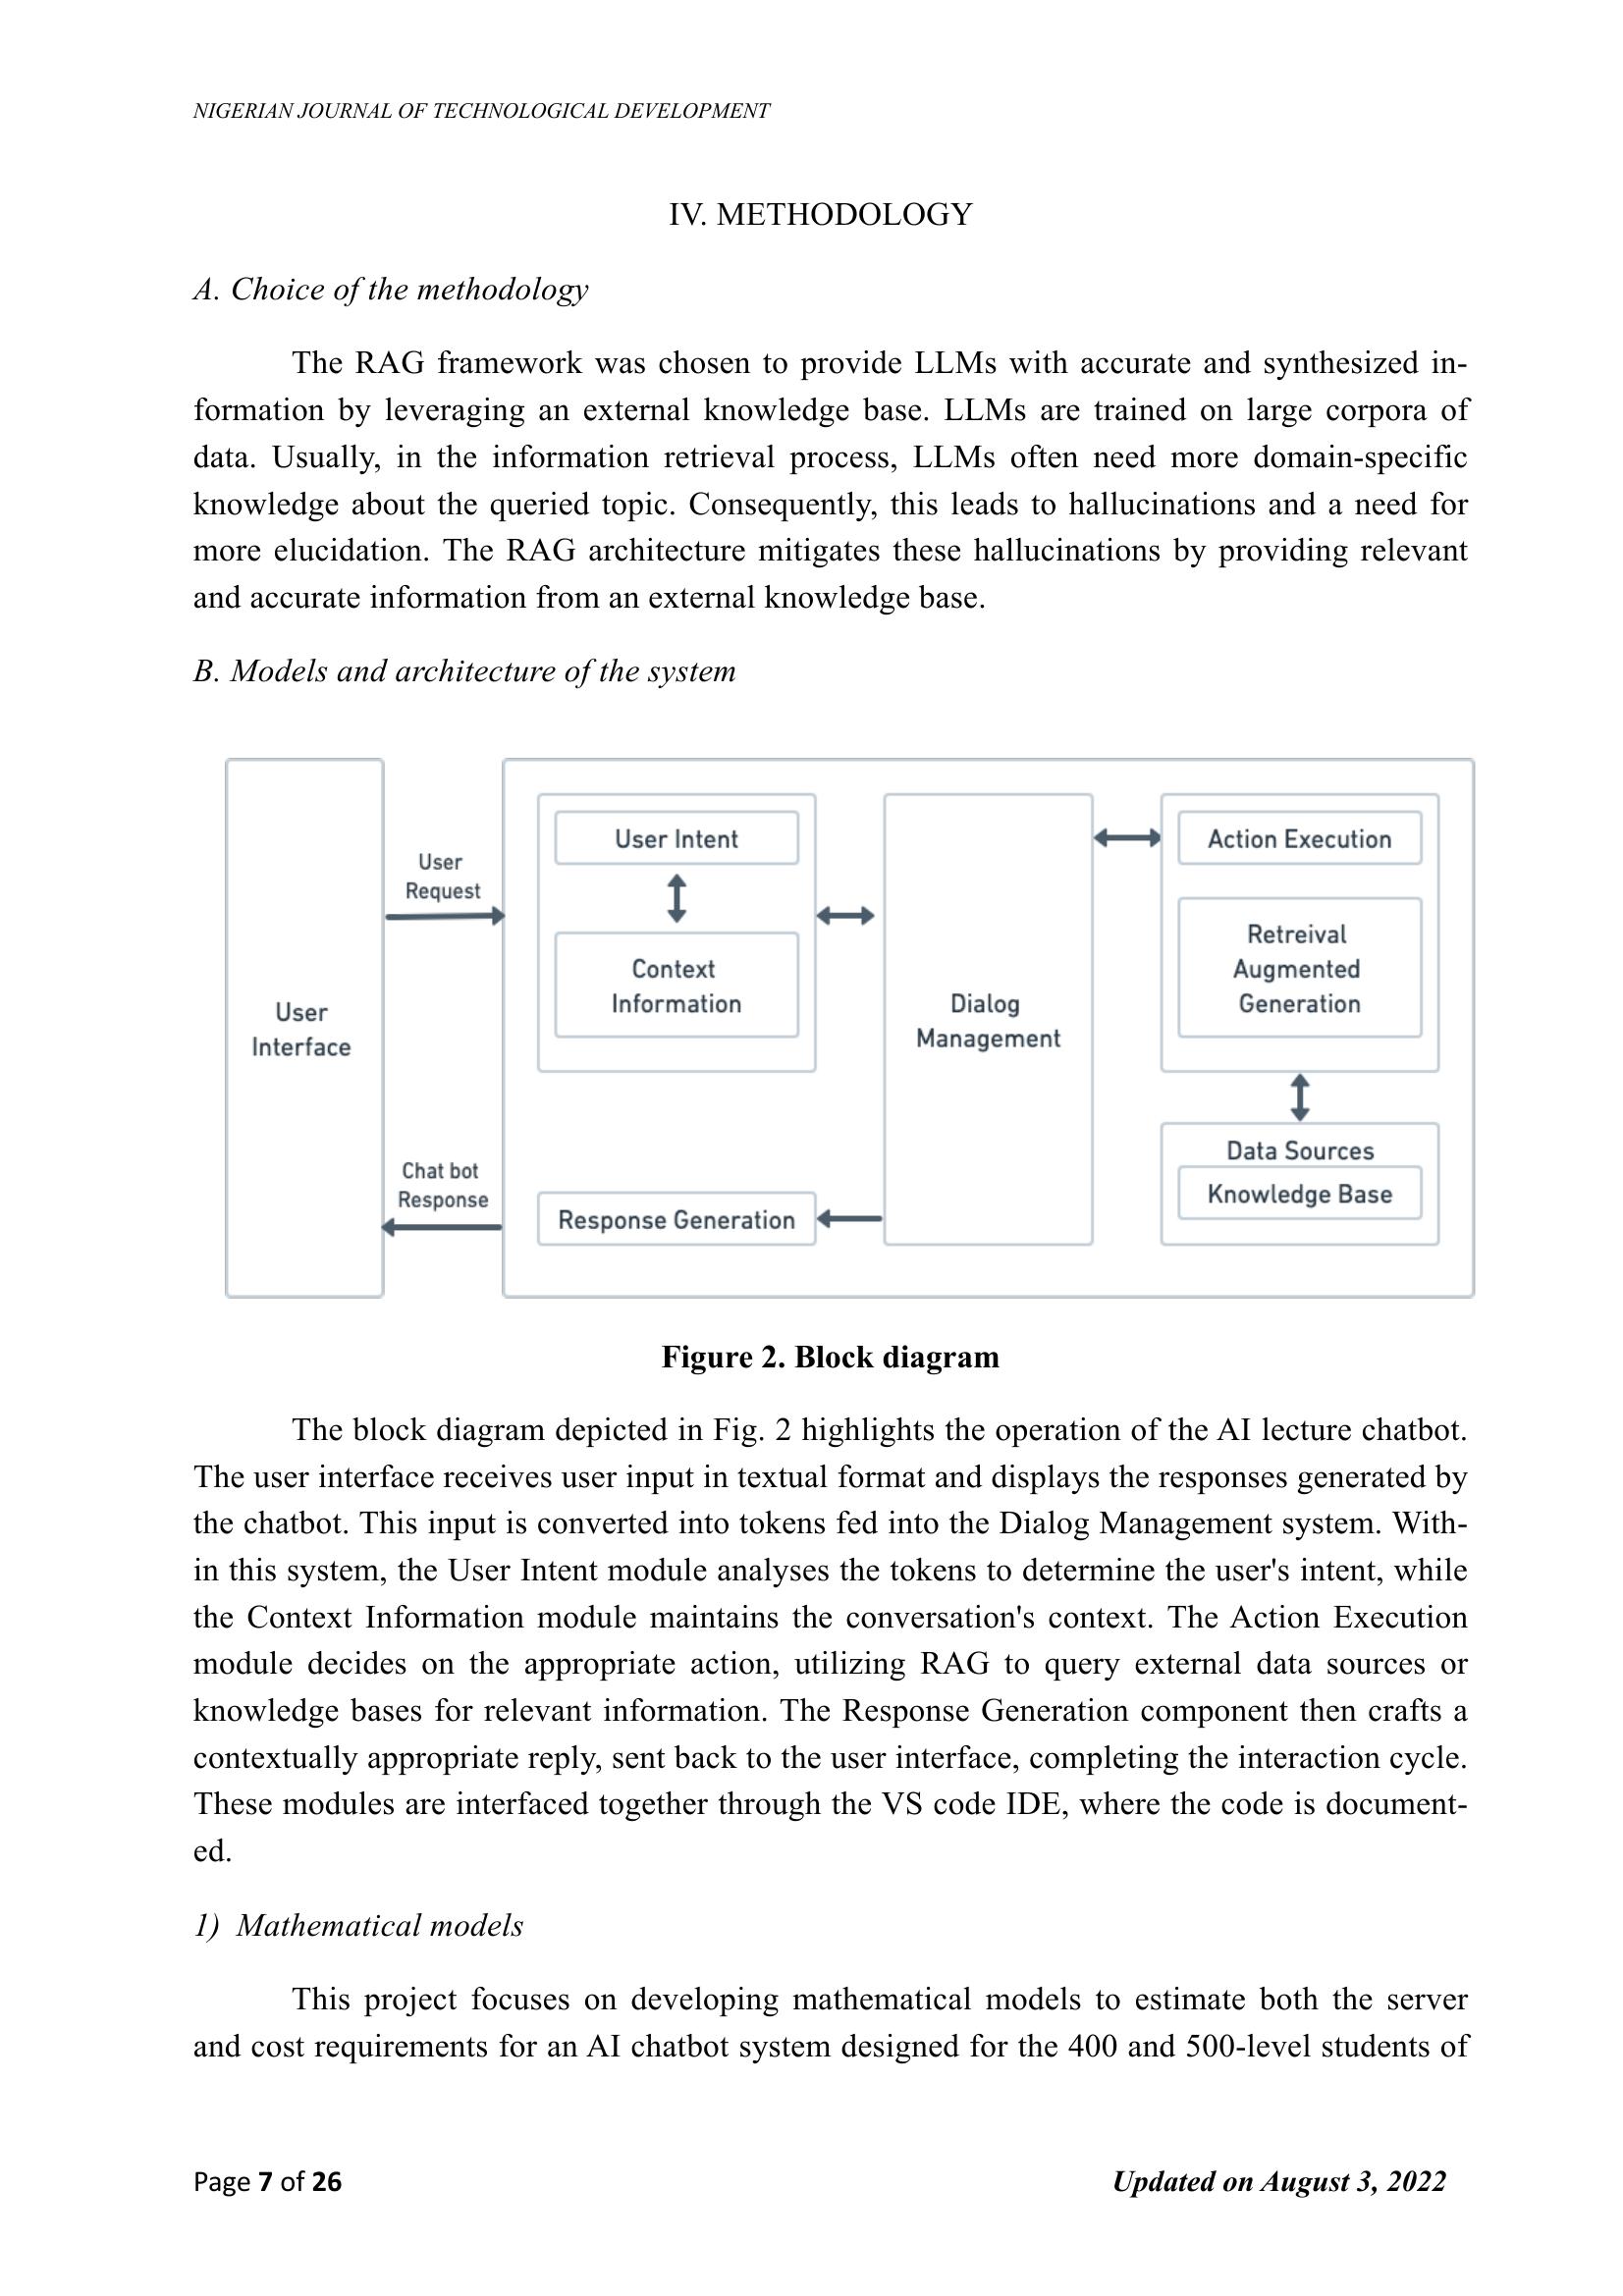 NIGERIAN JOURNAL OF TECHNOLOGICAL DEVELOPMENT
IV. METHODOLOGY
A. Choice of the methodology
The RAG framework was chosen to provide LLMs with accurate and synthesized in-
formation by leveraging an external knowledge base. LLMs are trained on large corpora of
data. Usually, in the information retrieval process, LLMs often need more domain-specific
knowledge about the queried topic. Consequently, this leads to hallucinations and a need for
more elucidation. The RAG architecture mitigates these hallucinations by providing relevant
and accurate information from an external knowledge base.
B. Models and architecture of the system
User
Interface
User
Request
Chat bot
Response
User Intent
Context
Information
Response Generation
Dialog
Management
Action Execution
Retreival
Augmented
Generation
Data Sources
Knowledge Base
Figure 2. Block diagram
The block diagram depicted in Fig. 2 highlights the operation of the AI lecture chatbot.
The user interface receives user input in textual format and displays the responses generated by
the chatbot. This input is converted into tokens fed into the Dialog Management system. With-
in this system, the User Intent module analyses the tokens to determine the user's intent, while
the Context Information module maintains the conversation's context. The Action Execution
module decides on the appropriate action, utilizing RAG to query external data sources or
knowledge bases for relevant information. The Response Generation component then crafts a
contextually appropriate reply, sent back to the user interface, completing the interaction cycle.
These modules are interfaced together through the VS code IDE, where the code is document-
ed.
1) Mathematical models
This project focuses on developing mathematical models to estimate both the server
and cost requirements for an AI chatbot system designed for the 400 and 500-level students of
Page 7 of 26
Updated on August 3, 2022